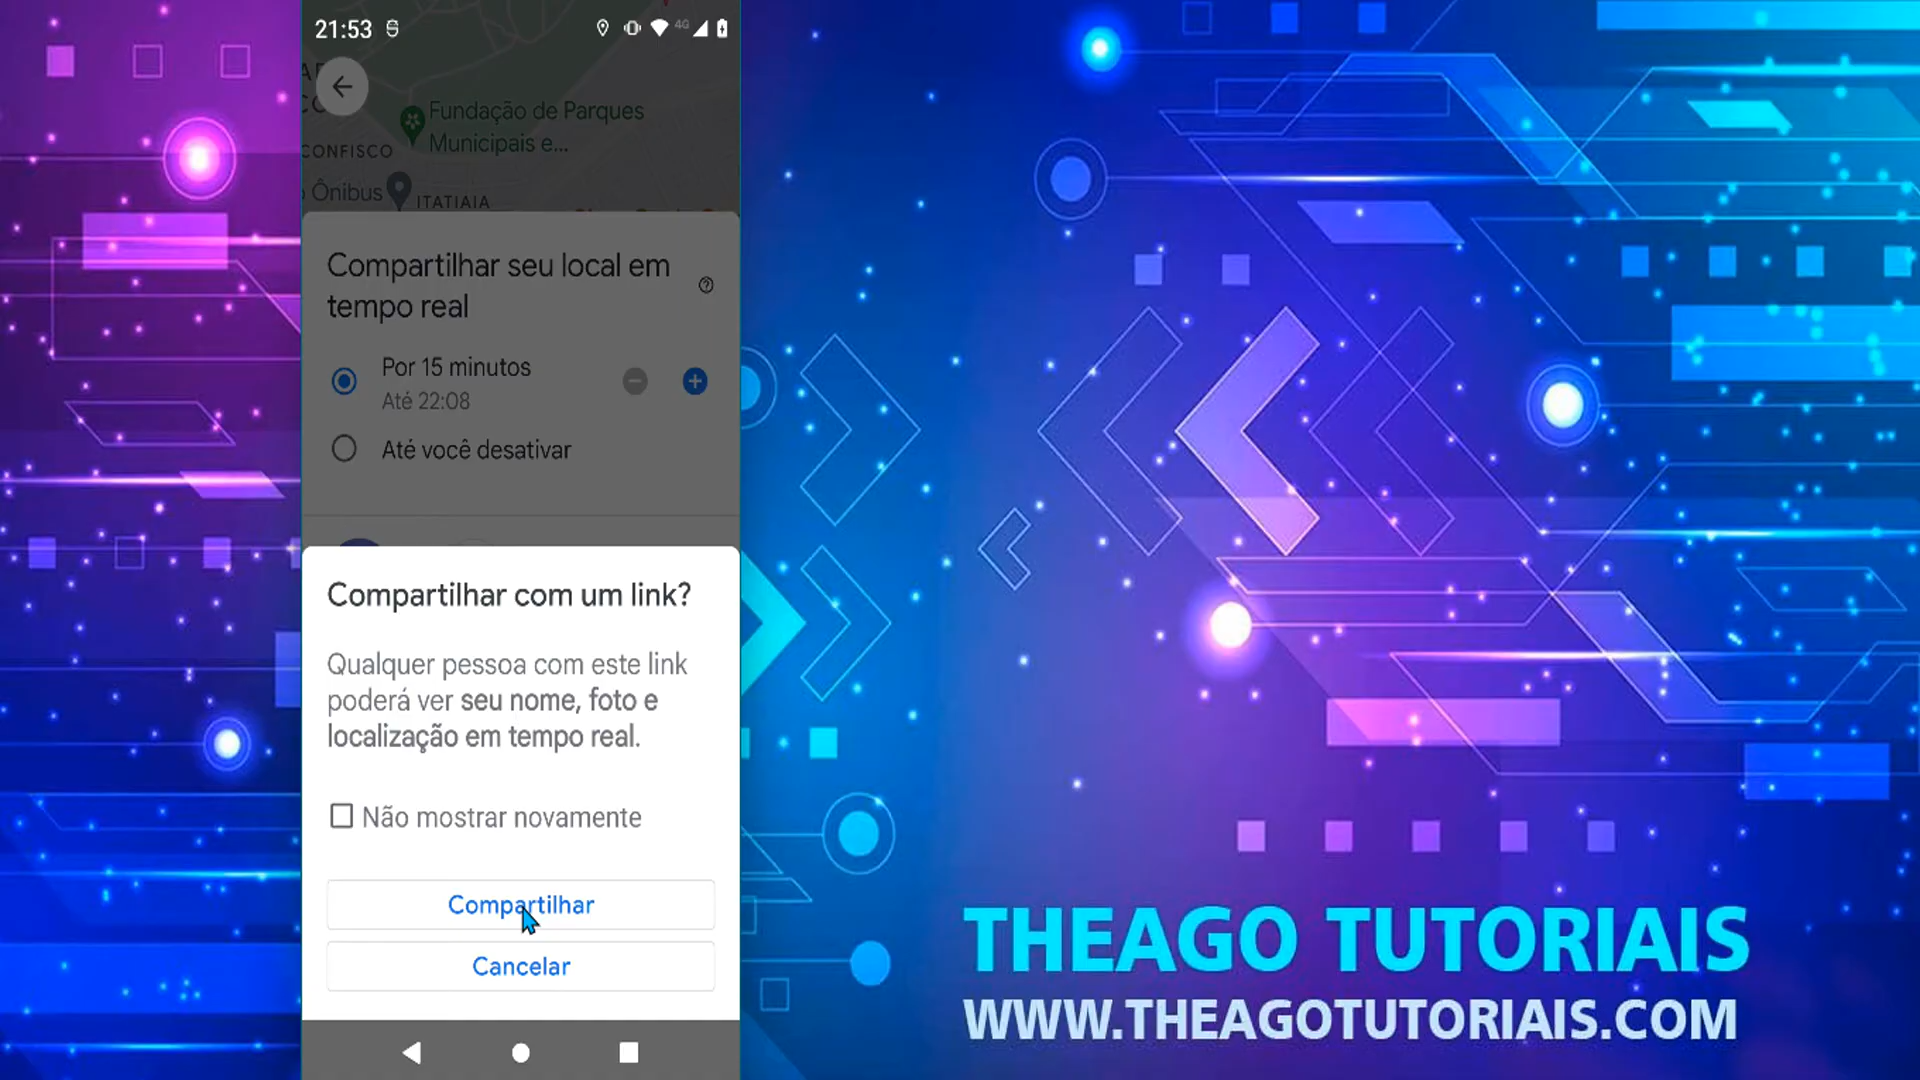 21:53
4G
Fundação de Parques
Municipais e...
CONFISCO
Ônibus
ITATIAIA
Compartilhar seu local em
tempo real
Por 15 minutos
Até 22:08
Até você desativar
Compartilhar com um link?
Qualquer pessoa com este link
poderá ver seu nome, foto e
localização em tempo real.
Não mostrar novamente
Compartilhar
Cancelar
THEAGO TUTORIAIS
WWW.THEAGOTUTORIAIS.COM